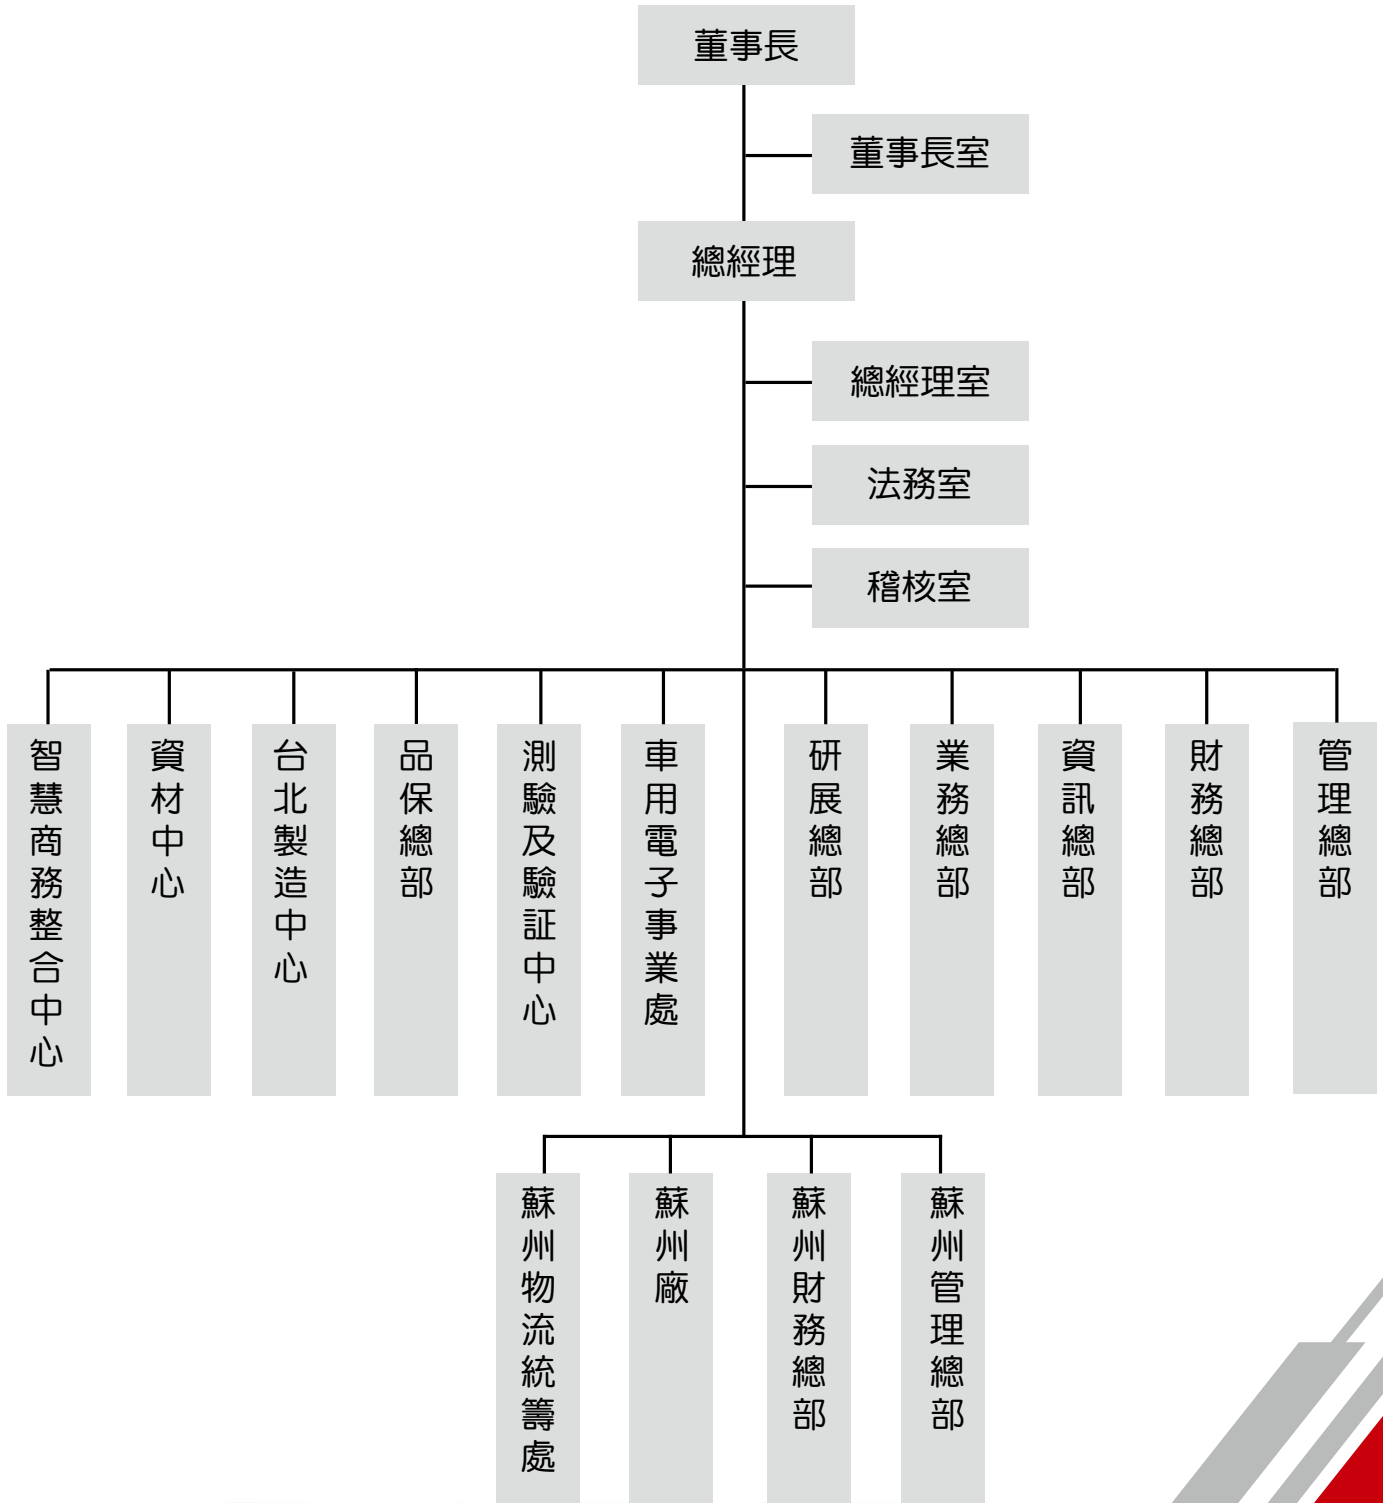 董事長
董事長室
總經理
總經理室
法務室
稽核室
智慧商務整合中心
資材中心
台北製造中心
品保總部
測驗及驗証中心
車用電子事業處
研展總部
業務總部
資訊總部
財務總部
管理總部
蘇州物流統籌處
蘇州廠
蘇州財務總部
蘇州管理總部